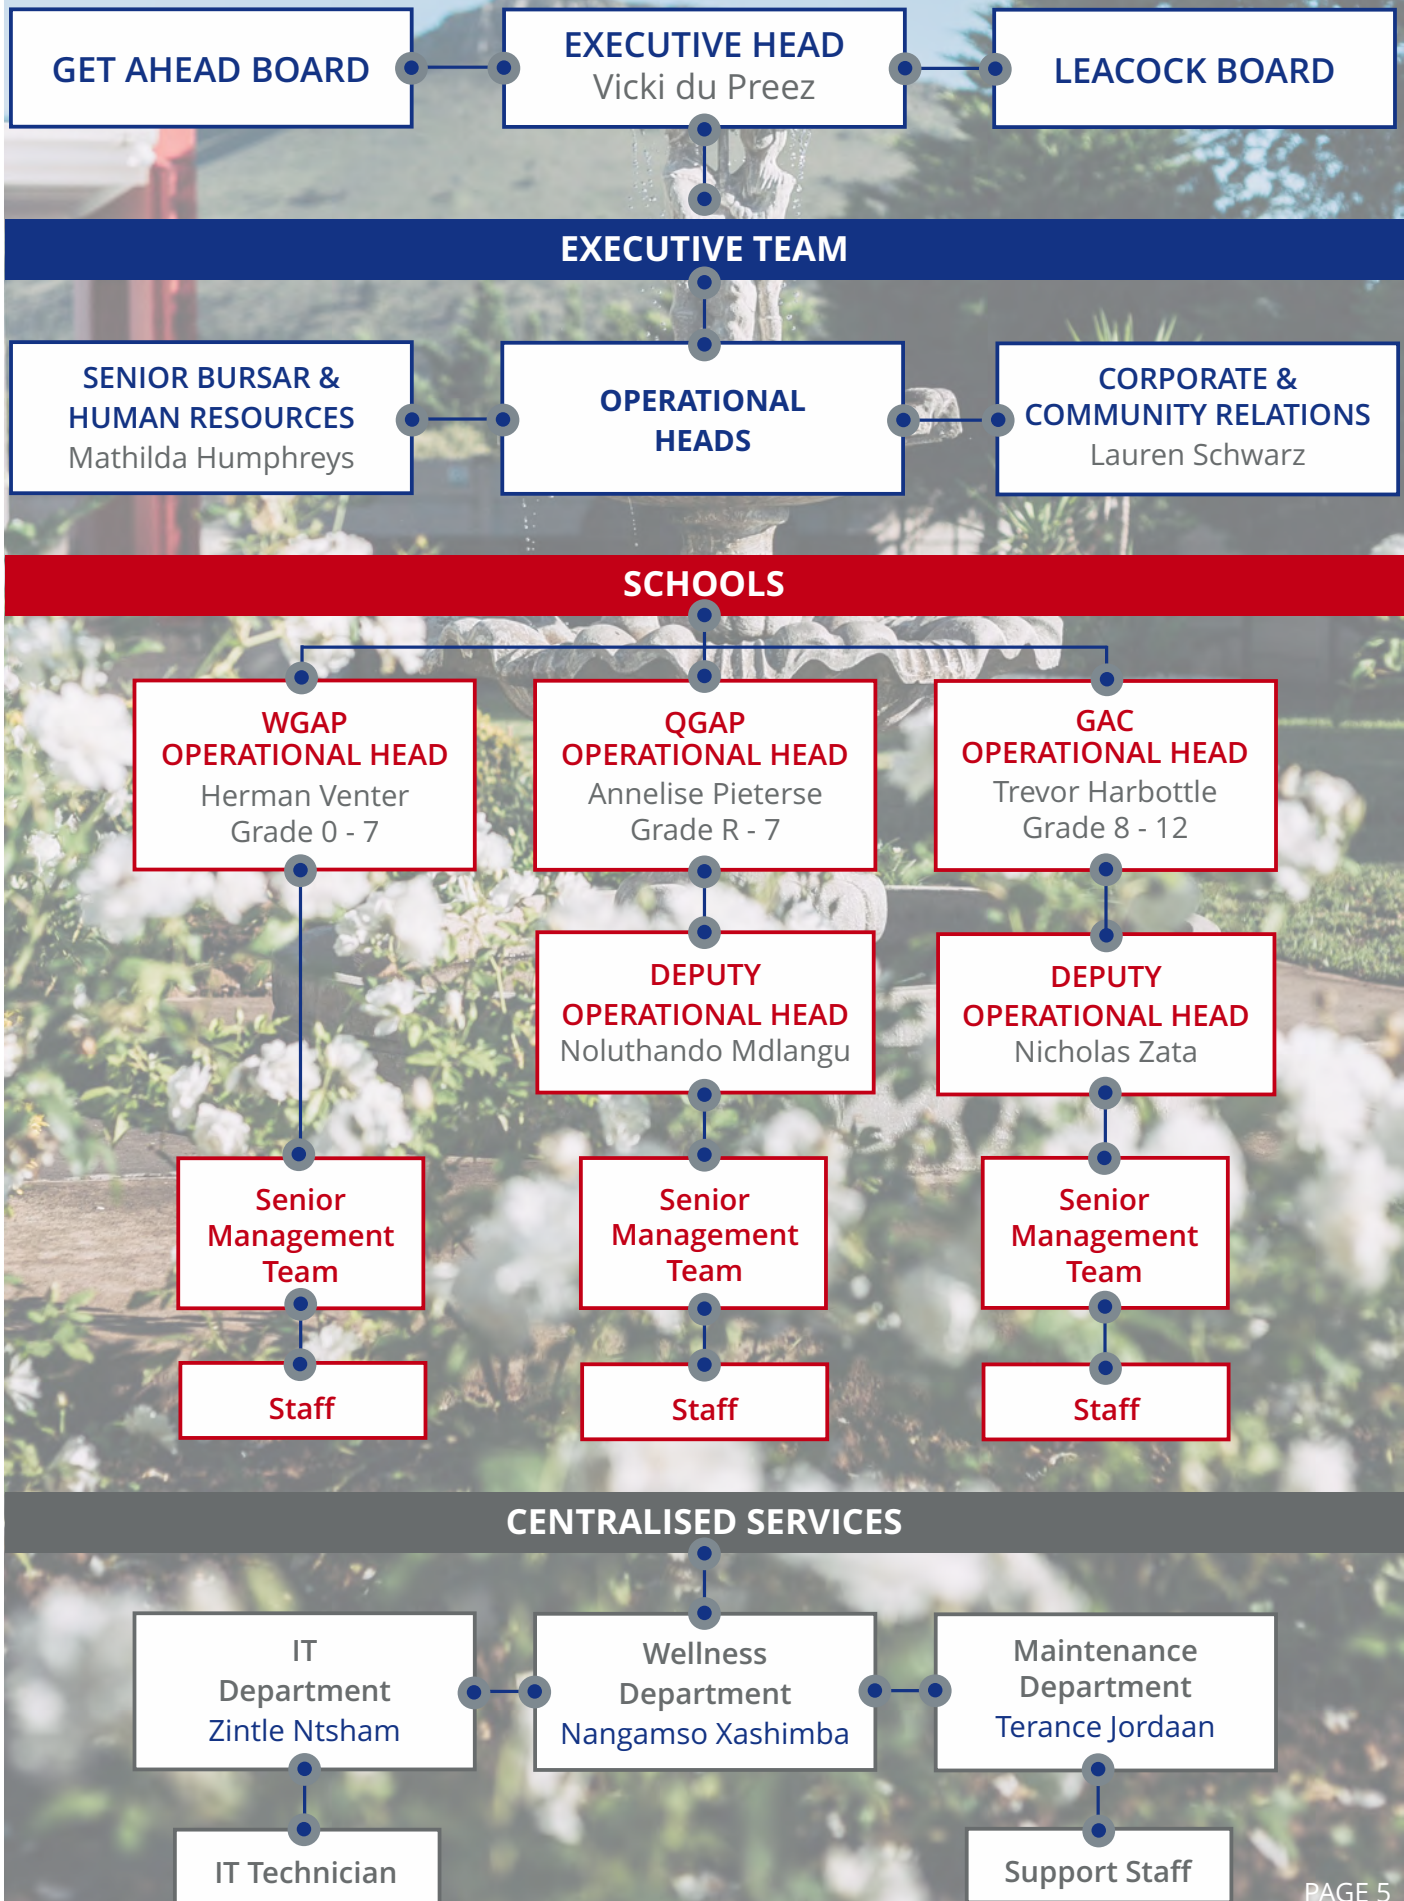 GET AHEAD BOARD
EXECUTIVE HEAD
Vicki du Preez
LEACOCK BOARD
EXECUTIVE TEAM
SENIOR BURSAR &
HUMAN RESOURCES
Mathilda Humphreys
OPERATIONAL
HEADS
CORPORATE &
COMMUNITY RELATIONS
Lauren Schwarz
SCHOOLS
WGAP
OPERATIONAL HEAD
Herman Venter
Grade 0 - 7
QGAP
OPERATIONAL HEAD
Annelise Pieterse
Grade R - 7
GAC
OPERATIONAL HEAD
Trevor Harbottle
Grade 8 - 12
DEPUTY
OPERATIONAL HEAD
Noluthando Mdlangu
DEPUTY
OPERATIONAL HEAD
Nicholas Zata
Senior
Management
Team
Senior
Management
Team
Senior
Management
Team
Staff
Staff
Staff
CENTRALISED SERVICES
IT
Department
Zintle Ntsham
Wellness
Department
Nangamso Xashimba
Maintenance
Department
Terance Jordaan
IT Technician
Support Staff
PAGE 5